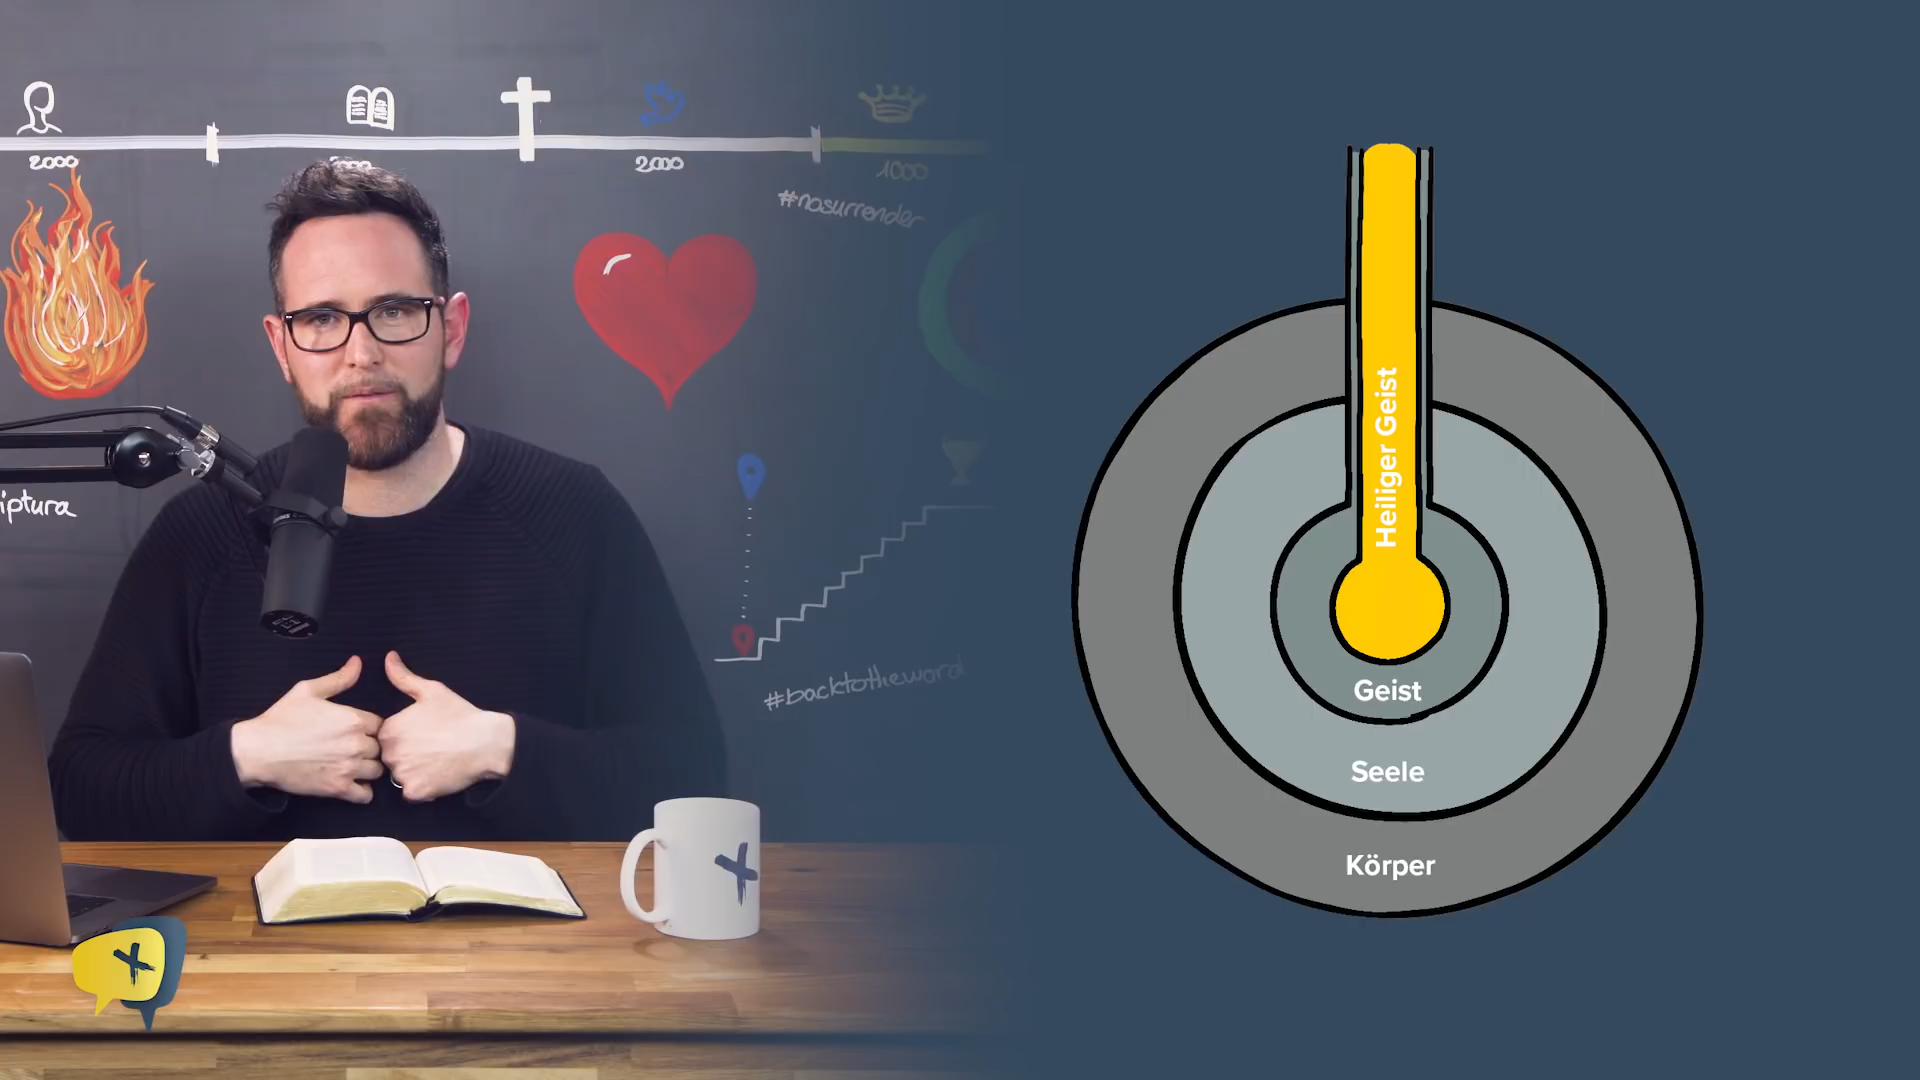 2000
2000
1000
#nosurrender
iptura
#backtotheword
Heiliger Geist
Geist
Seele
Körper